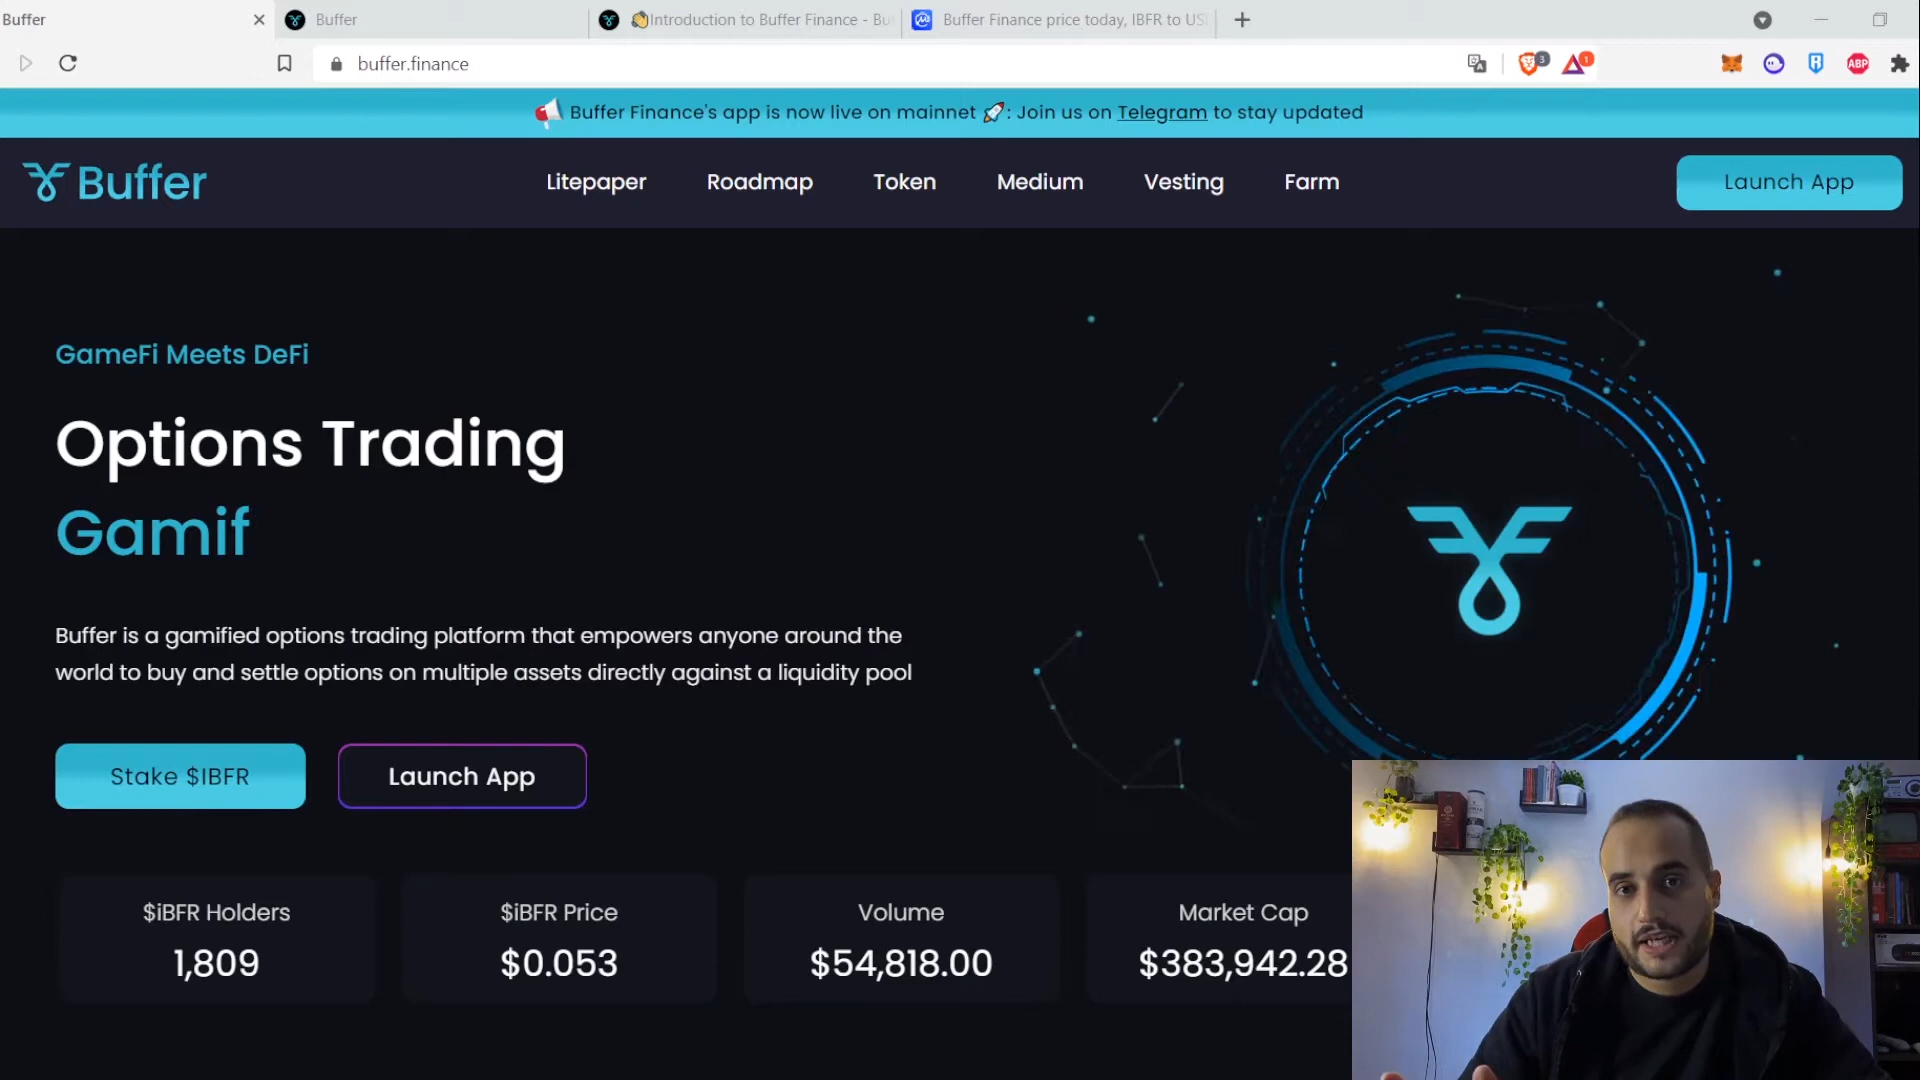 Buffer
Buffer
Introduction to Buffer Finance - Bu
Buffer Finance price today, IBFR to US
buffer.finance
3
1
ABP
Buffer Finance's app is now live on mainnet 🚀: Join us on Telegram to stay updated
Buffer
Litepaper
Roadmap
Token
Medium
Vesting
Farm
Launch App
GameFi Meets DeFi
Options Trading
Gamif
Buffer is a gamified options trading platform that empowers anyone around the
world to buy and settle options on multiple assets directly against a liquidity pool
Stake $IBFR
Launch App
$iBFR Holders
1,809
$iBFR Price
$0.053
Volume
$54,818.00
Market Cap
$383,942.28